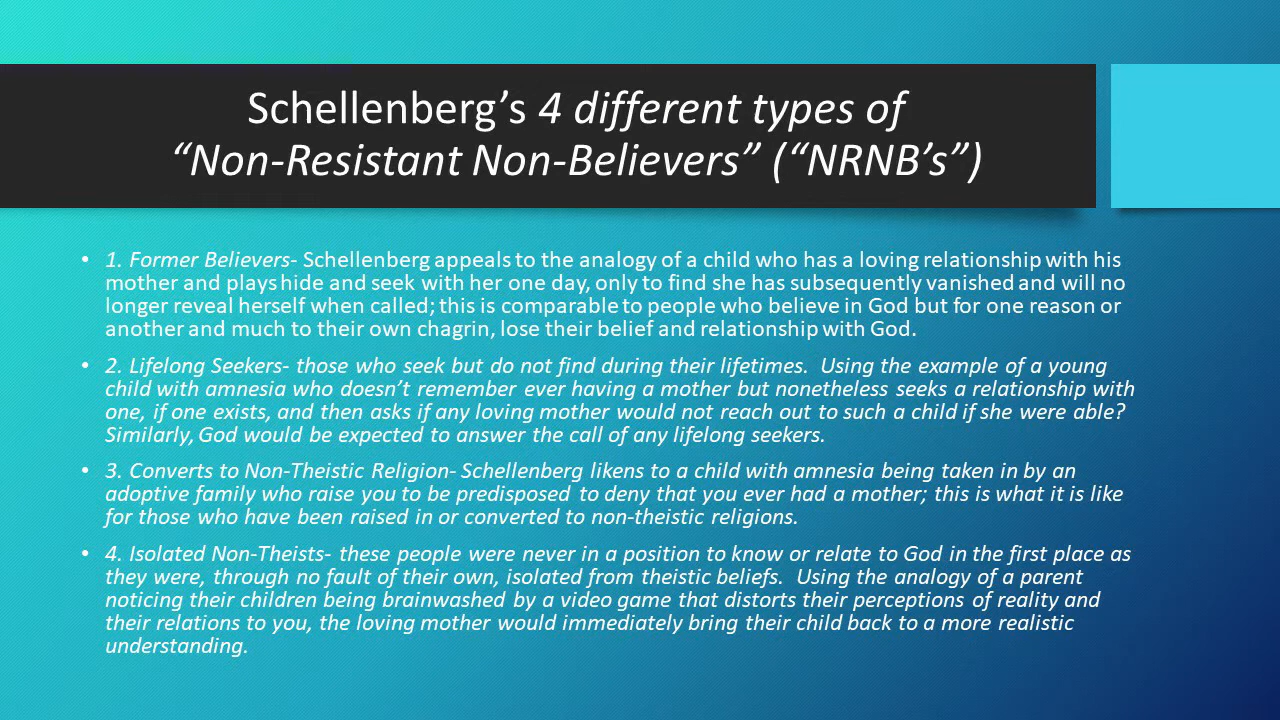 Schellenberg’s 4 different types of
“Non-Resistant Non-Believers” (“NRNB’s”)
• 1. Former Believers- Schellenberg appeals to the analogy of a child who has a loving relationship with his
mother and plays hide and seek with her one day, only to find she has subsequently vanished and will no
longer reveal herself when called; this is comparable to people who believe in God but for one reason or
another and much to their own chagrin, lose their belief and relationship with God.
• 2. Lifelong Seekers- those who seek but do not find during their lifetimes.  Using the example of a young
child with amnesia who doesn’t remember ever having a mother but nonetheless seeks a relationship with
one, if one exists, and then asks if any loving mother would not reach out to such a child if she were able?
Similarly, God would be expected to answer the call of any lifelong seekers.
• 3. Converts to Non-Theistic Religion- Schellenberg likens to a child with amnesia being taken in by an
adoptive family who raise you to be predisposed to deny that you ever had a mother; this is what it is like
for those who have been raised in or converted to non-theistic religions.
• 4. Isolated Non-Theists- these people were never in a position to know or relate to God in the first place as
they were, through no fault of their own, isolated from theistic beliefs.  Using the analogy of a parent
noticing their children being brainwashed by a video game that distorts their perceptions of reality and
their relations to you, the loving mother would immediately bring their child back to a more realistic
understanding.